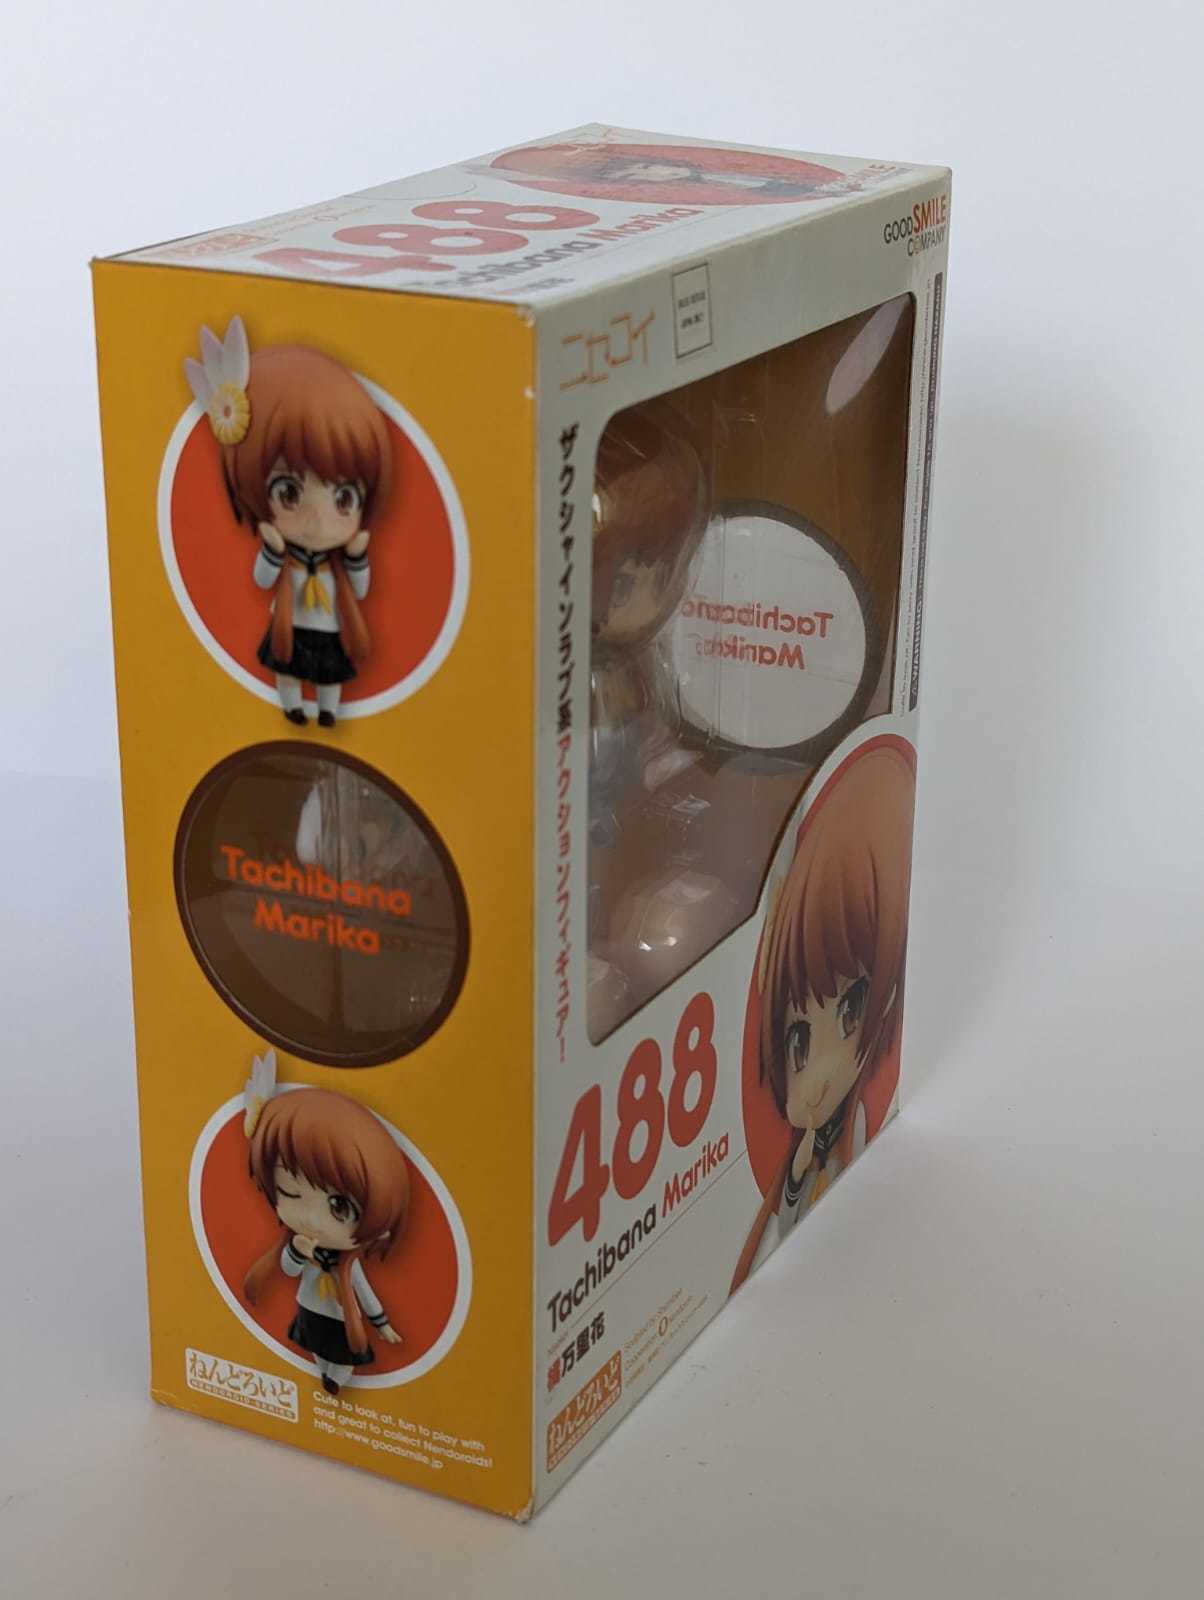 488
Tachibana Marika
GOODSMILE
COMPANY
ニセコイ
ザクシャインラブ系アクションフィギュアー!
Tachibana
Marika
Tachibana
Marika
488
Tachibana Marika
橘万里花
ねんどろいど
NENDOROID SERIES
Cute to look at, fun to play with
and great to collect Nendoroids!
http://www.goodsmile.jp
ねんどろいど